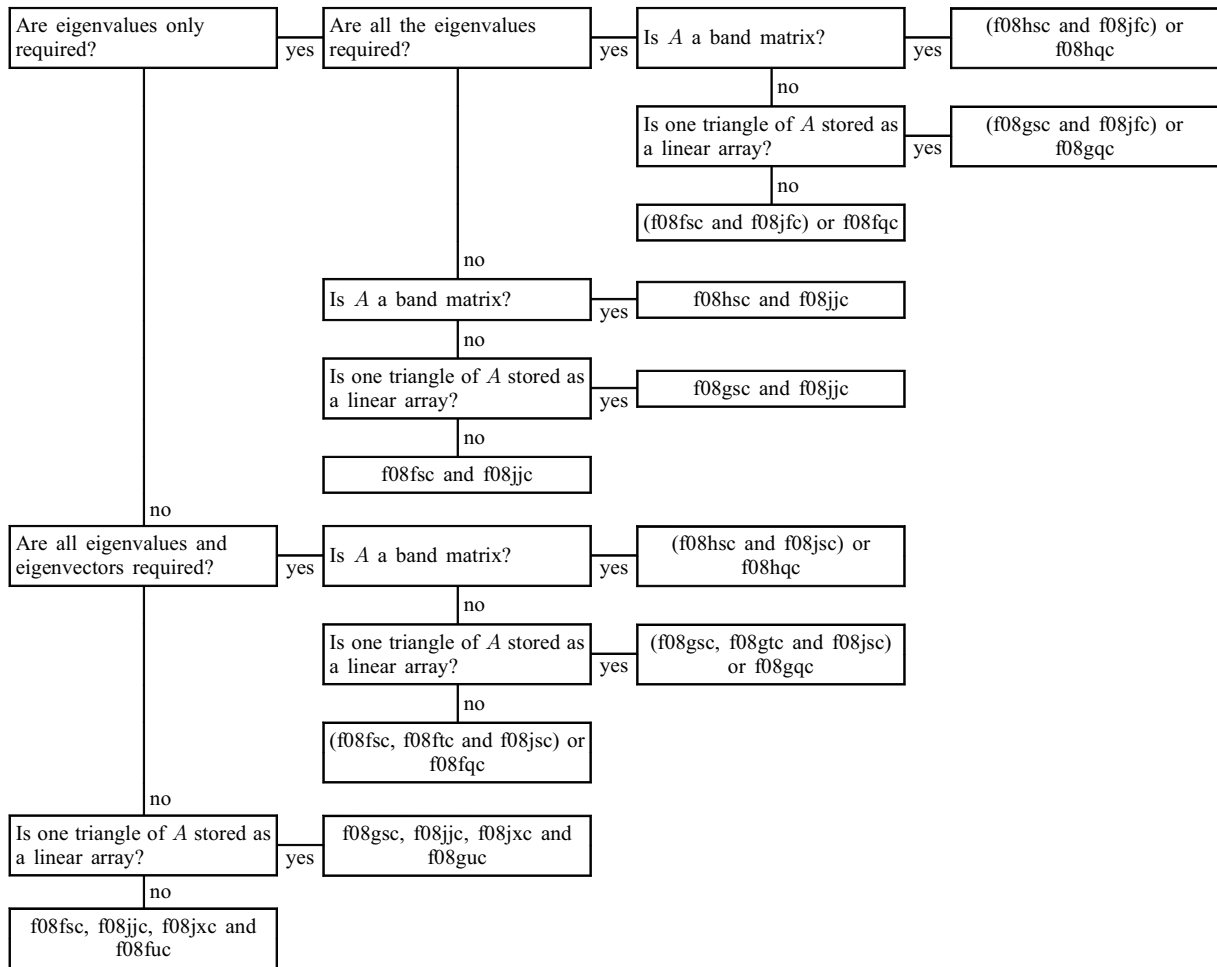 Are eigenvalues only
required?
yes
Are all the eigenvalues
required?
yes
Is A a band matrix?
yes
(f08hsc and f08jfc) or
f08hqc
no
Is one triangle of A stored as
a linear array?
yes
(f08gsc and f08jfc) or
f08gqc
no
(f08fsc and f08jfc) or f08fqc
no
Is A a band matrix?
yes
f08hsc and f08jjc
no
Is one triangle of A stored as
a linear array?
yes
f08gsc and f08jjc
no
f08fsc and f08jjc
no
Are all eigenvalues and
eigenvectors required?
yes
Is A a band matrix?
yes
(f08hsc and f08jsc) or
f08hqc
no
Is one triangle of A stored as
a linear array?
yes
(f08gsc, f08gtc and f08jsc)
or f08gqc
no
(f08fsc, f08ftc and f08jsc) or
f08fqc
no
Is one triangle of A stored as
a linear array?
yes
f08gsc, f08jjc, f08jxc and
f08guc
no
f08fsc, f08jjc, f08jxc and
f08fuc